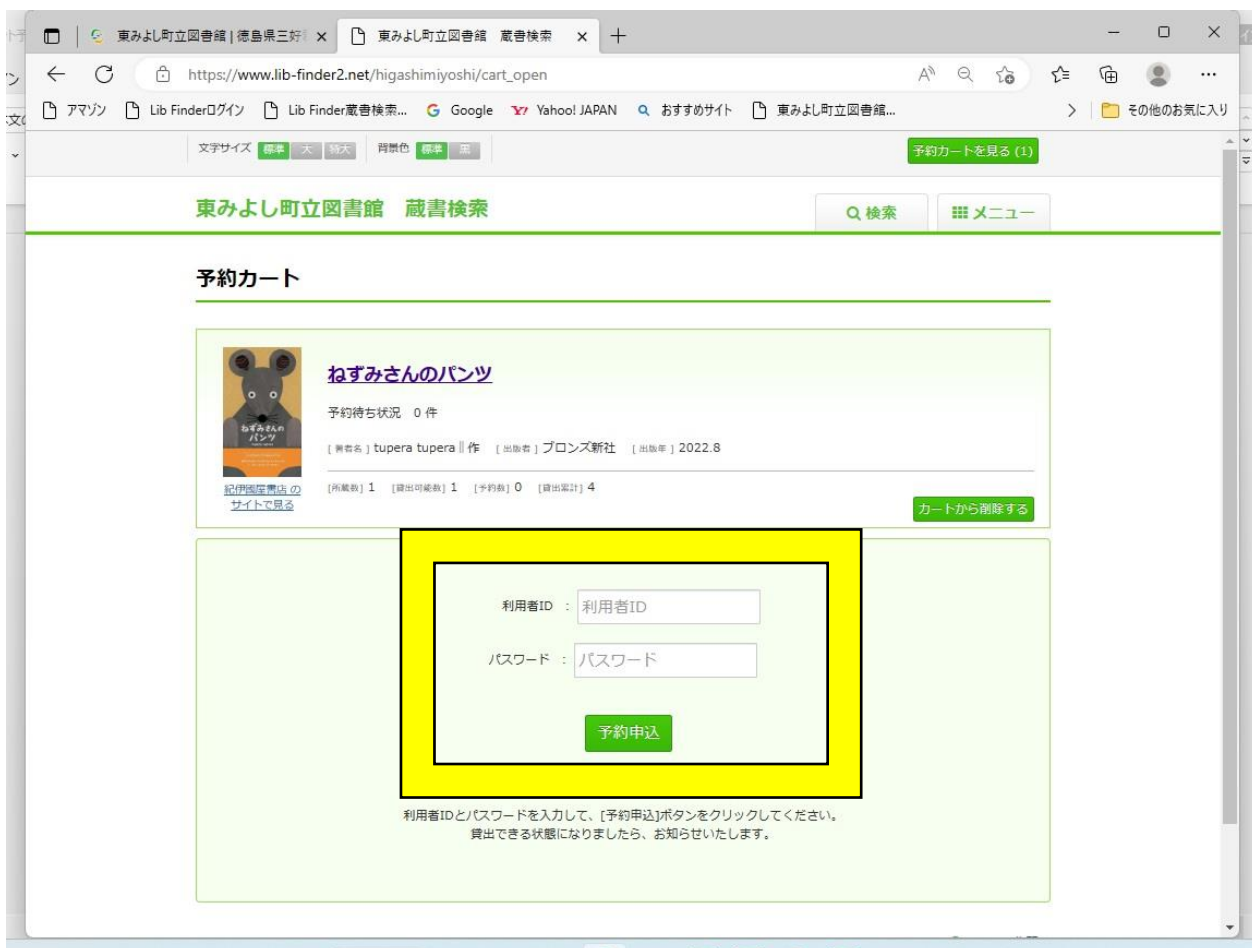 東みよし町立図書館 | 徳島県三好
東みよし町立図書館 蔵書検索
https://www.lib-finder2.net/higashimiyoshi/cart_open
アマゾン Lib Finderログイン Lib Finder蔵書検索... Google Yahoo! JAPAN おすすめサイト 東みよし町立図書館... その他のお気に入り
文字サイズ 標準 大 特大 背景色 標準 黒 予約カートを見る (1)
東みよし町立図書館 蔵書検索 検索 メニュー
予約カート
ねずみさんのパンツ
予約待ち状況 0 件
ねずみさんの
パンツ
[ 著者名 ] tupera tupera∥作 [ 出版者 ] ブロンズ新社 [ 出版年 ] 2022.8
紀伊國屋書店 の
サイトで見る
[所蔵数] 1 [貸出可能数] 1 [予約数] 0 [貸出累計] 4
カートから削除する
利用者ID : 利用者ID
パスワード : パスワード
予約申込
利用者IDとパスワードを入力して、[予約申込]ボタンをクリックしてください。
貸出できる状態になりましたら、お知らせいたします。